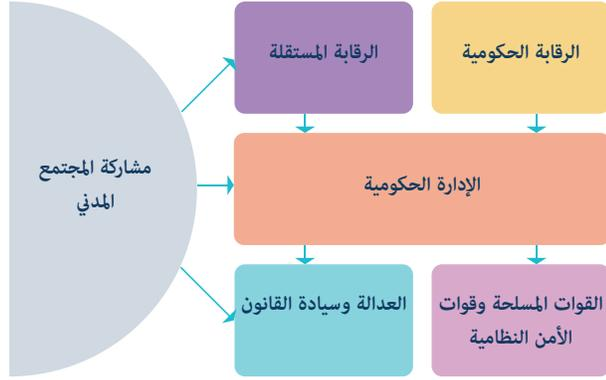 الرقابة الحكومية
الرقابة المستقلة
الإدارة الحكومية
مشاركة المجتمع
المدني
القوات المسلحة وقوات
الأمن النظامية
العدالة وسيادة القانون